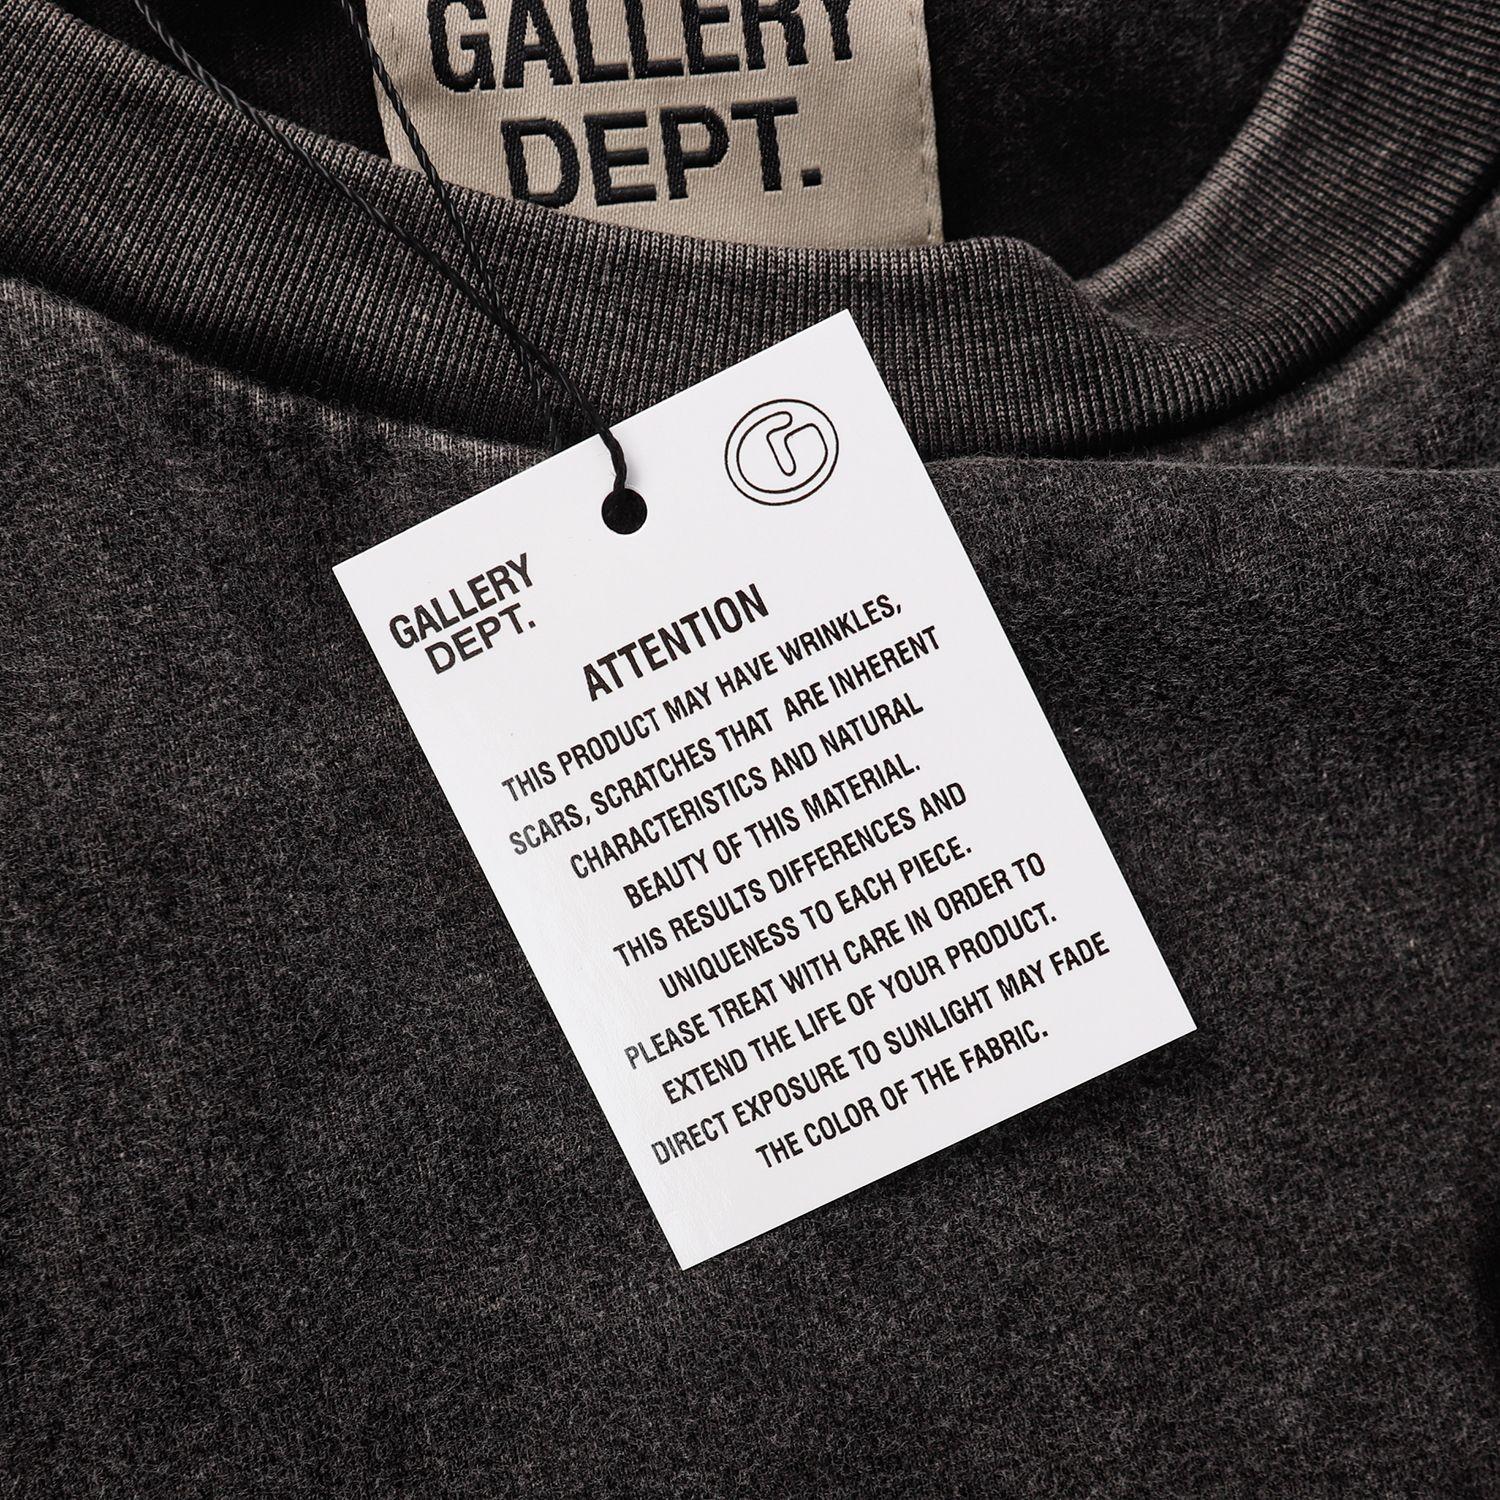 GALLERY
DEPT.
GALLERY
DEPT.
ATTENTION
THIS PRODUCT MAY HAVE WRINKLES,
SCARS, SCRATCHES THAT ARE INHERENT
CHARACTERISTICS AND NATURAL
BEAUTY OF THIS MATERIAL.
THIS RESULTS DIFFERENCES AND
UNIQUENESS TO EACH PIECE.
PLEASE TREAT WITH CARE IN ORDER TO
EXTEND THE LIFE OF YOUR PRODUCT.
DIRECT EXPOSURE TO SUNLIGHT MAY FADE
THE COLOR OF THE FABRIC.